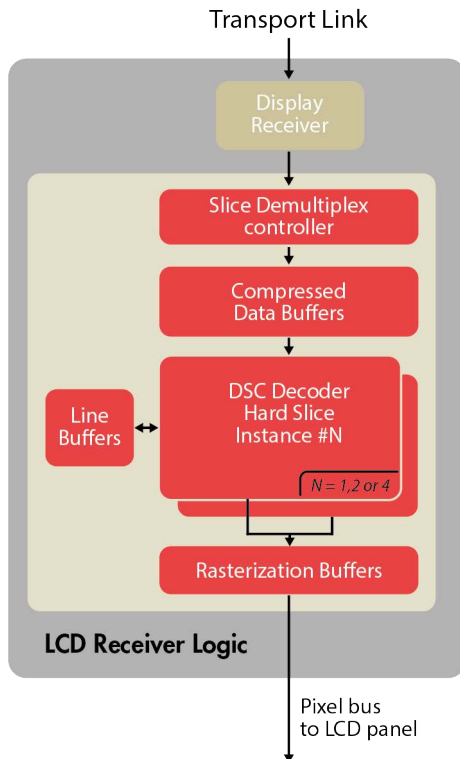 Transport Link
Display
Receiver
Slice Demultiplex
controller
Compressed
Data Buffers
DSC Decoder
Hard Slice
Instance #N
Line
Buffers
N = 1,2 or 4
Rasterization Buffers
LCD Receiver Logic
Pixel bus
to LCD panel